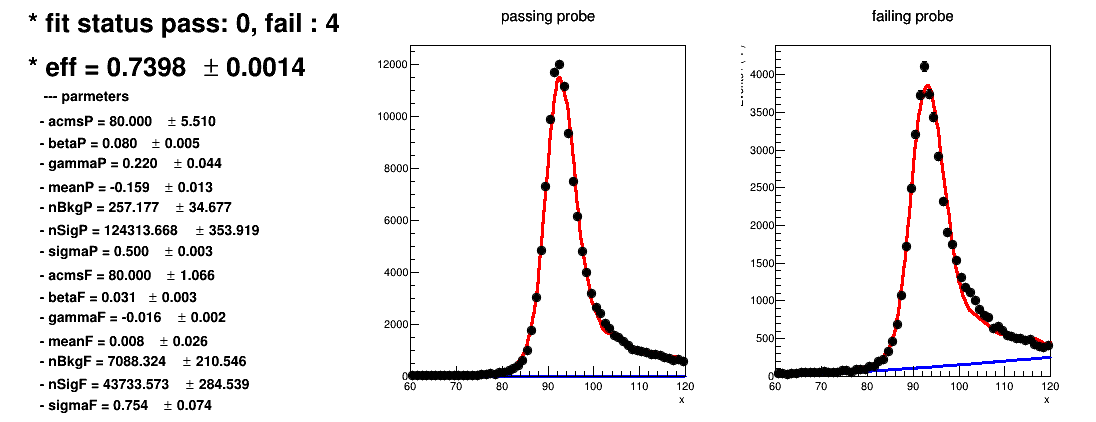 * fit status pass: 0, fail : 4
* eff = 0.7398 ± 0.0014
--- parmeters
- acmsP = 80.000 ± 5.510
- betaP = 0.080 ± 0.005
- gammaP = 0.220 ± 0.044
- meanP = -0.159 ± 0.013
- nBkgP = 257.177 ± 34.677
- nSigP = 124313.668 ± 353.919
- sigmaP = 0.500 ± 0.003
- acmsF = 80.000 ± 1.066
- betaF = 0.031 ± 0.003
- gammaF = -0.016 ± 0.002
- meanF = 0.008 ± 0.026
- nBkgF = 7088.324 ± 210.546
- nSigF = 43733.573 ± 284.539
- sigmaF = 0.754 ± 0.074
passing probe
12000
10000
8000
6000
4000
2000
0
60 70 80 90 100 110 120
x
failing probe
4000
3500
3000
2500
2000
1500
1000
500
0
60 70 80 90 100 110 120
x